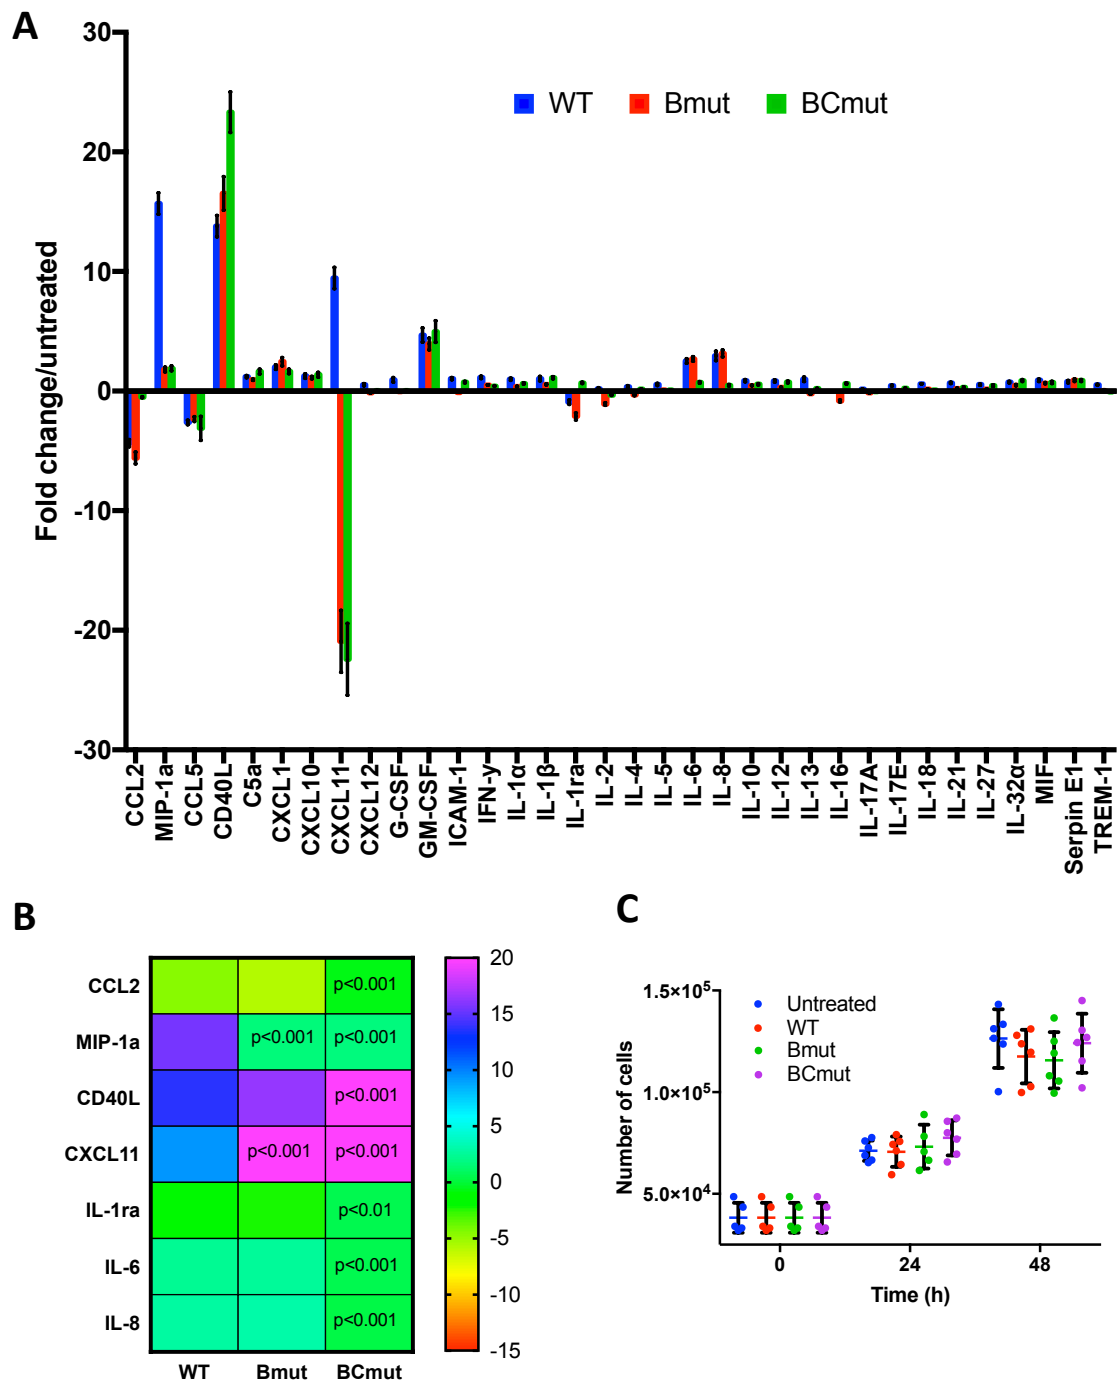 A
30
20
10
0
-10
-20
-30
Fold change/untreated
WT Bmut BCmut
CCL2
MIP-1a
CCL5
CD40L
C5a
CXCL1
CXCL10
CXCL11
CXCL12
G-CSF
GM-CSF
ICAM-1
IFN-y
IL-1α
IL-1β
IL-1ra
IL-2
IL-4
IL-5
IL-6
IL-8
IL-10
IL-12
IL-13
IL-16
IL-17A
IL-17E
IL-18
IL-21
IL-27
IL-32α
MIF
Serpin E1
TREM-1
B
CCL2 p<0.001
MIP-1a p<0.001 p<0.001
CD40L p<0.001
CXCL11 p<0.001 p<0.001
IL-1ra p<0.01
IL-6 p<0.001
IL-8 p<0.001
WT Bmut BCmut
20
15
10
5
0
-5
-10
-15
C
Untreated
WT
Bmut
BCmut
1.5×10⁵
1.0×10⁵
5.0×10⁴
Number of cells
0 24 48
Time (h)